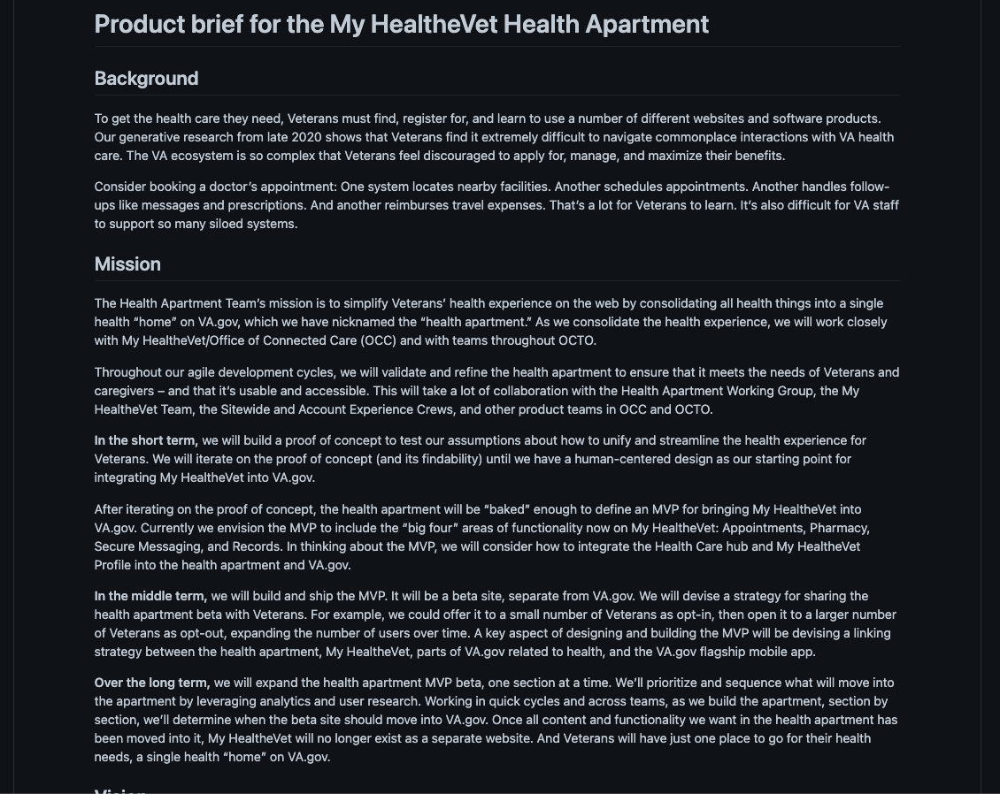 Product brief for the My HealtheVet Health Apartment
Background
To get the health care they need, Veterans must find, register for, and learn to use a number of different websites and software products.
Our generative research from late 2020 shows that Veterans find it extremely difficult to navigate commonplace interactions with VA health
care. The VA ecosystem is so complex that Veterans feel discouraged to apply for, manage, and maximize their benefits.
Consider booking a doctor’s appointment: One system locates nearby facilities. Another schedules appointments. Another handles follow-
ups like messages and prescriptions. And another reimburses travel expenses. That’s a lot for Veterans to learn. It’s also difficult for VA staff
to support so many siloed systems.
Mission
The Health Apartment Team’s mission is to simplify Veterans’ health experience on the web by consolidating all health things into a single
health “home” on VA.gov, which we have nicknamed the “health apartment.” As we consolidate the health experience, we will work closely
with My HealtheVet/Office of Connected Care (OCC) and with teams throughout OCTO.
Throughout our agile development cycles, we will validate and refine the health apartment to ensure that it meets the needs of Veterans and
caregivers – and that it’s usable and accessible. This will take a lot of collaboration with the Health Apartment Working Group, the My
HealtheVet Team, the Sitewide and Account Experience Crews, and other product teams in OCC and OCTO.
In the short term, we will build a proof of concept to test our assumptions about how to unify and streamline the health experience for
Veterans. We will iterate on the proof of concept (and its findability) until we have a human-centered design as our starting point for
integrating My HealtheVet into VA.gov.
After iterating on the proof of concept, the health apartment will be “baked” enough to define an MVP for bringing My HealtheVet into
VA.gov. Currently we envision the MVP to include the “big four” areas of functionality now on My HealtheVet: Appointments, Pharmacy,
Secure Messaging, and Records. In thinking about the MVP, we will consider how to integrate the Health Care hub and My HealtheVet
Profile into the health apartment and VA.gov.
In the middle term, we will build and ship the MVP. It will be a beta site, separate from VA.gov. We will devise a strategy for sharing the
health apartment beta with Veterans. For example, we could offer it to a small number of Veterans as opt-in, then open it to a larger number
of Veterans as opt-out, expanding the number of users over time. A key aspect of designing and building the MVP will be devising a linking
strategy between the health apartment, My HealtheVet, parts of VA.gov related to health, and the VA.gov flagship mobile app.
Over the long term, we will expand the health apartment MVP beta, one section at a time. We’ll prioritize and sequence what will move into
the apartment by leveraging analytics and user research. Working in quick cycles and across teams, as we build the apartment, section by
section, we’ll determine when the beta site should move into VA.gov. Once all content and functionality we want in the health apartment has
been moved into it, My HealtheVet will no longer exist as a separate website. And Veterans will have just one place to go for their health
needs, a single health “home” on VA.gov.
Vision